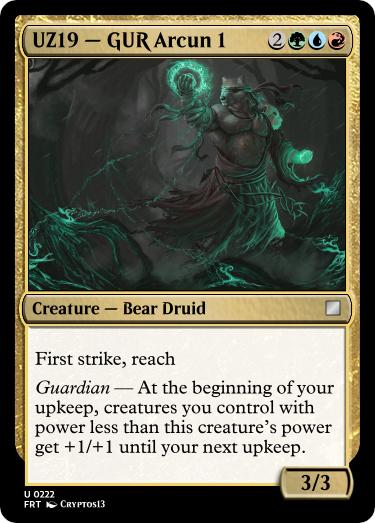 UZ19 — GUR Arcun 1 2
Creature — Bear Druid
First strike, reach
Guardian — At the beginning of your
upkeep, creatures you control with
power less than this creature's power
get +1/+1 until your next upkeep.
3/3
U 0222
FRT Cryptos13